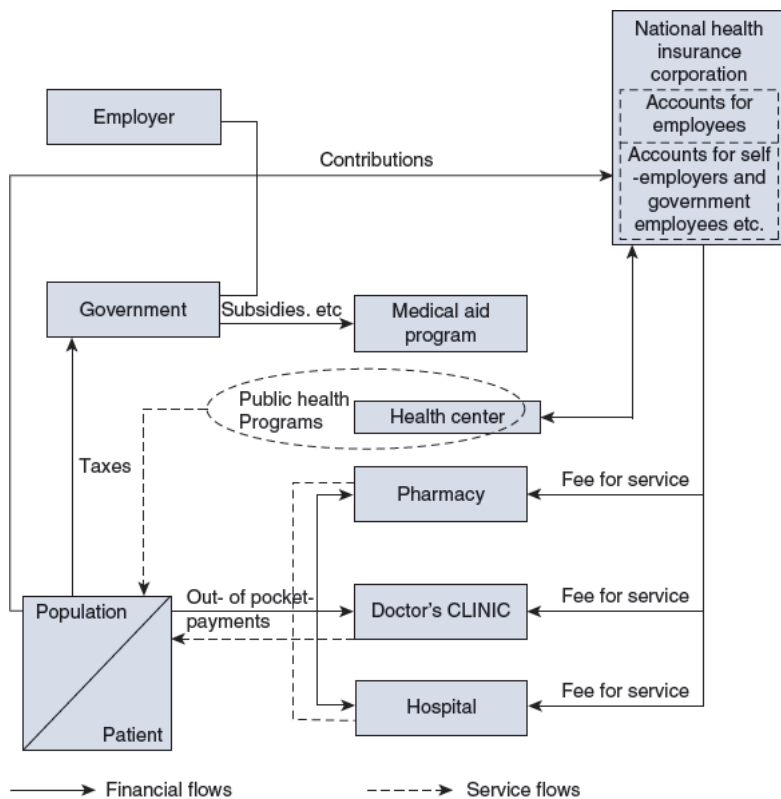 National health
insurance
corporation
Accounts for
employees
Accounts for self
-employers and
government
employees etc.
Employer
Contributions
Government
Subsidies. etc
Medical aid
program
Public health
Programs
Health center
Taxes
Pharmacy
Fee for service
Population
Out- of pocket-
payments
Doctor's CLINIC
Fee for service
Patient
Hospital
Fee for service
Financial flows
Service flows